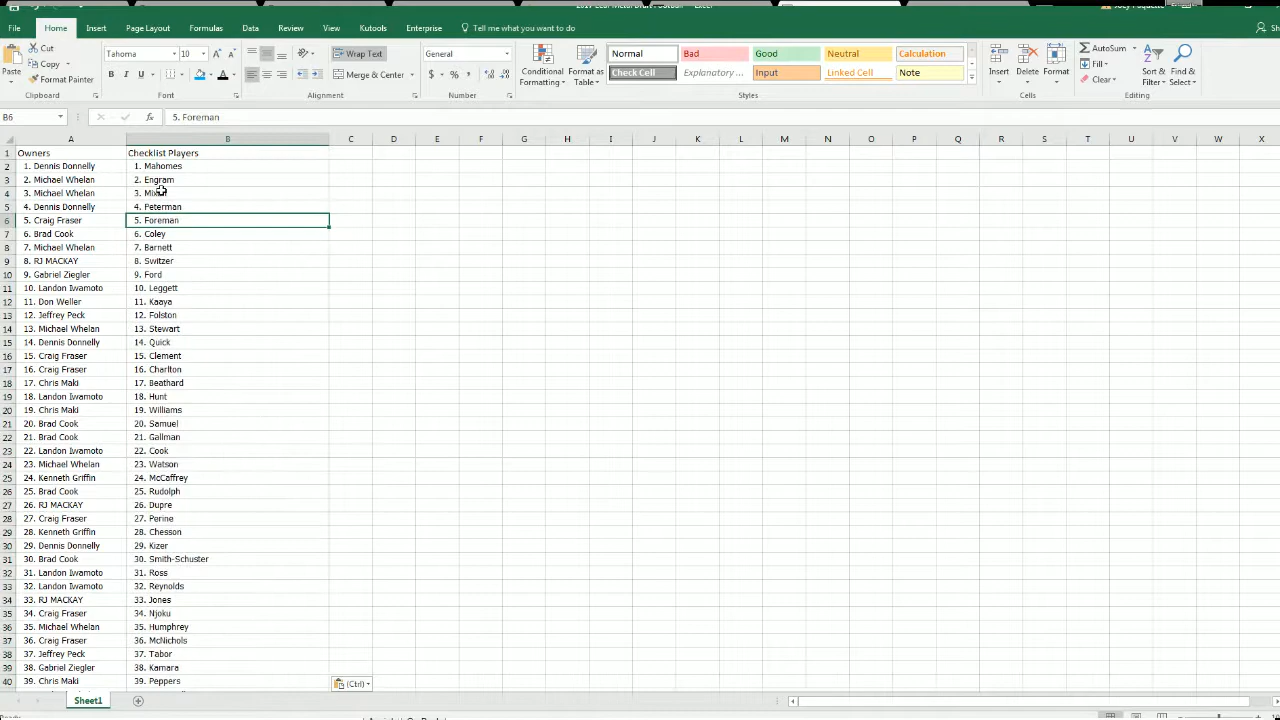 File Home Insert Page Layout Formulas Data Review View Kutools Enterprise Tell me what you want to do
Cut Tahoma 10 Wrap Text General Normal Bad Good Neutral Calculation AutoSum
Copy Fill
Paste Format Painter B I U Merge & Center $ % Conditional Formatting Format as Table Check Cell Explanatory ... Input Linked Cell Note Insert Delete Format Clear Sort & Filter Find & Select
Clipboard Font Alignment Number Styles Cells Editing
B6 fx 5. Foreman
A B C D E F G H I J K L M N O P Q R S T U V W X
1 Owners Checklist Players
2 1. Dennis Donnelly 1. Mahomes
3 2. Michael Whelan 2. Engram
4 3. Michael Whelan 3.
5 4. Dennis Donnelly 4. Peterman
6 5. Craig Fraser 5. Foreman
7 6. Brad Cook 6. Coley
8 7. Michael Whelan 7. Barnett
9 8. RJ MACKAY 8. Switzer
10 9. Gabriel Ziegler 9. Ford
11 10. Landon Iwamoto 10. Leggett
12 11. Don Weller 11. Kaaya
13 12. Jeffrey Peck 12. Folston
14 13. Michael Whelan 13. Stewart
15 14. Dennis Donnelly 14. Quick
16 15. Craig Fraser 15. Clement
17 16. Craig Fraser 16. Charlton
18 17. Chris Maki 17. Beathard
19 18. Landon Iwamoto 18. Hunt
20 19. Chris Maki 19. Williams
21 20. Brad Cook 20. Samuel
22 21. Brad Cook 21. Gallman
23 22. Landon Iwamoto 22. Cook
24 23. Michael Whelan 23. Watson
25 24. Kenneth Griffin 24. McCaffrey
26 25. Brad Cook 25. Rudolph
27 26. RJ MACKAY 26. Dupre
28 27. Craig Fraser 27. Perine
29 28. Kenneth Griffin 28. Chesson
30 29. Dennis Donnelly 29. Kizer
31 30. Brad Cook 30. Smith-Schuster
32 31. Landon Iwamoto 31. Ross
33 32. Landon Iwamoto 32. Reynolds
34 33. RJ MACKAY 33. Jones
35 34. Craig Fraser 34. Njoku
36 35. Michael Whelan 35. Humphrey
37 36. Craig Fraser 36. McNichols
38 37. Jeffrey Peck 37. Tabor
39 38. Gabriel Ziegler 38. Kamara
40 39. Chris Maki 39. Peppers
(Ctrl)
Sheet1